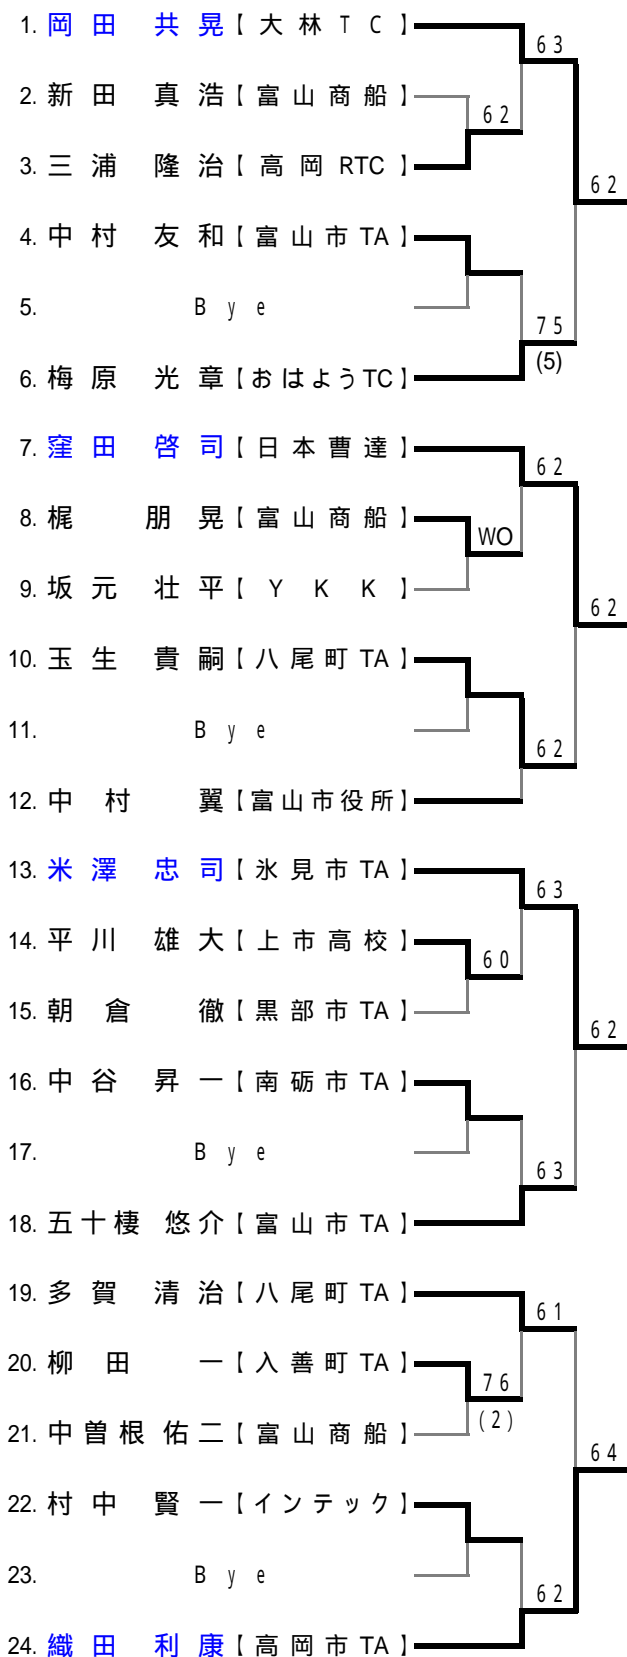 1. 岡田 共晃【大林TC】
63
2. 新田 真浩【富山商船】
62
3. 三浦 隆治【高岡RTC】
62
4. 中村 友和【富山市TA】
5. Bye
75
(5)
6. 梅原 光章【おはようTC】
7. 窪田 啓司【日本曹達】
62
8. 梶 朋晃【富山商船】
WO
9. 坂元 壮平【YKK】
62
10. 玉生 貴嗣【八尾町TA】
11. Bye
62
12. 中村 翼【富山市役所】
13. 米澤 忠司【氷見市TA】
63
14. 平川 雄大【上市高校】
60
15. 朝倉 徹【黒部市TA】
62
16. 中谷 昇一【南砺市TA】
17. Bye
63
18. 五十棲 悠介【富山市TA】
19. 多賀 清治【八尾町TA】
61
20. 柳田 一【入善町TA】
76
(2)
21. 中曽根 佑二【富山商船】
64
22. 村中 賢一【インテック】
23. Bye
62
24. 織田 利康【高岡市TA】